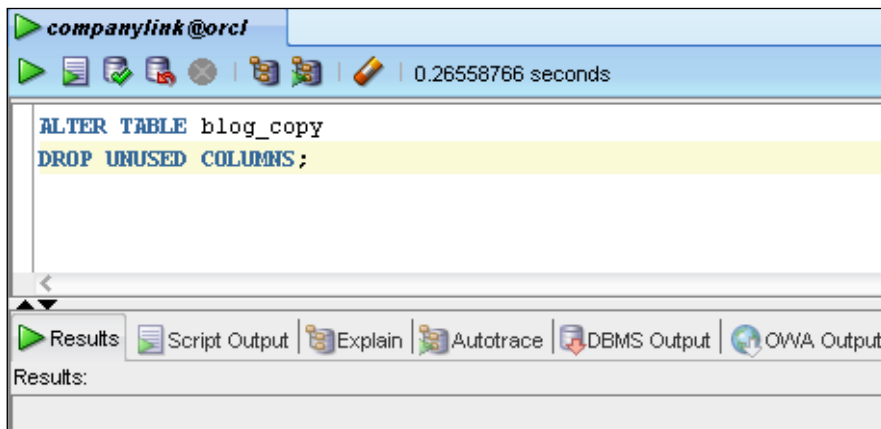 companylink@orcl
0.26558766 seconds
ALTER TABLE blog_copy
DROP UNUSED COLUMNS;
Results Script Output Explain Autotrace DBMS Output OWA Output
Results: